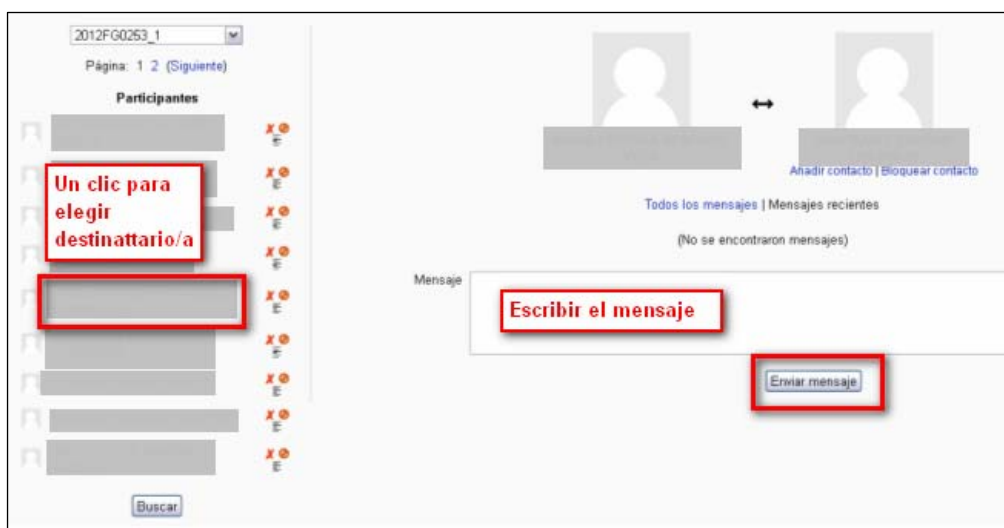 2012FG0253_1
Página: 1 2 (Siguiente)
Participantes
Un clic para
elegir
destinattario/a
Buscar
Añadir contacto | Bloquear contacto
Todos los mensajes | Mensajes recientes
(No se encontraron mensajes)
Mensaje
Escribir el mensaje
Enviar mensaje